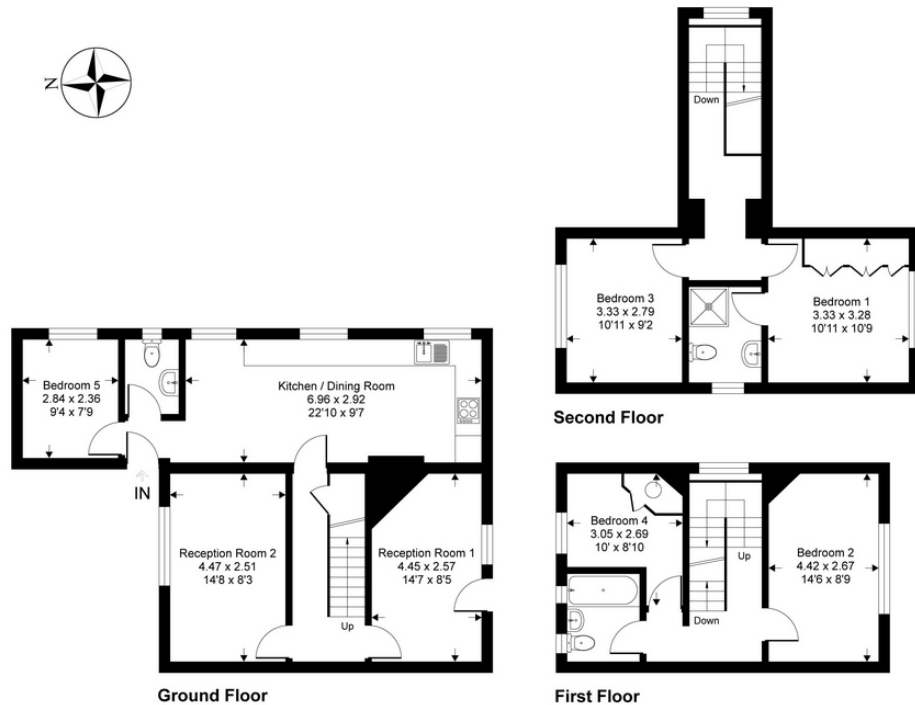 N
Down
Bedroom 3
3.33 x 2.79
10'11 x 9'2
Bedroom 1
3.33 x 3.28
10'11 x 10'9
Second Floor
Bedroom 5
2.84 x 2.36
9'4 x 7'9
Kitchen / Dining Room
6.96 x 2.92
22'10 x 9'7
IN
Reception Room 2
4.47 x 2.51
14'8 x 8'3
Reception Room 1
4.45 x 2.57
14'7 x 8'5
Up
Ground Floor
Bedroom 4
3.05 x 2.69
10' x 8'10
Up
Bedroom 2
4.42 x 2.67
14'6 x 8'9
Down
First Floor